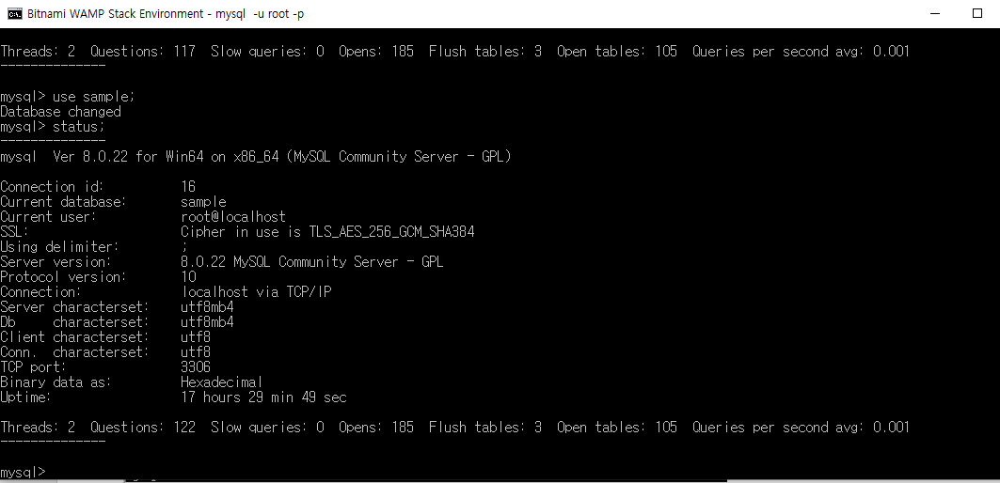 Bitnami WAMP Stack Environment - mysql  -u root -p
Threads: 2  Questions: 117  Slow queries: 0  Opens: 185  Flush tables: 3  Open tables: 105  Queries per second avg: 0.001
--------------
mysql> use sample;
Database changed
mysql> status;
--------------
mysql  Ver 8.0.22 for Win64 on x86_64 (MySQL Community Server - GPL)
Connection id:          16
Current database:       sample
Current user:           root@localhost
SSL:                    Cipher in use is TLS_AES_256_GCM_SHA384
Using delimiter:        ;
Server version:         8.0.22 MySQL Community Server - GPL
Protocol version:       10
Connection:             localhost via TCP/IP
Server characterset:    utf8mb4
Db     characterset:    utf8mb4
Client characterset:    utf8
Conn.  characterset:    utf8
TCP port:               3306
Binary data as:         Hexadecimal
Uptime:                 17 hours 29 min 49 sec
Threads: 2  Questions: 122  Slow queries: 0  Opens: 185  Flush tables: 3  Open tables: 105  Queries per second avg: 0.001
--------------
mysql>